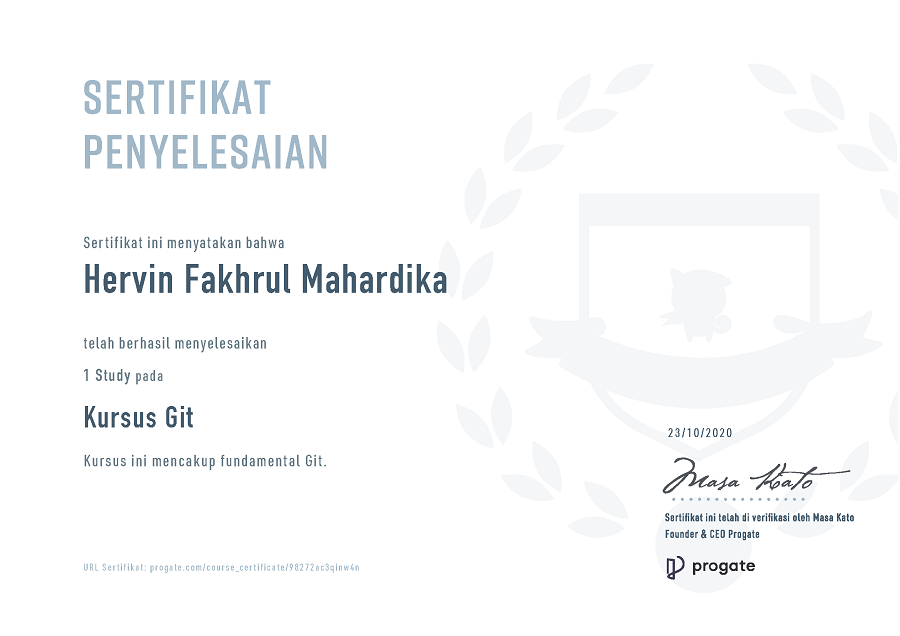 SERTIFIKAT
PENYELESAIAN
Sertifikat ini menyatakan bahwa
Hervin Fakhrul Mahardika
telah berhasil menyelesaikan
1 Study pada
Kursus Git
Kursus ini mencakup fundamental Git.
23/10/2020
Masa Kato
Sertifikat ini telah di verifikasi oleh Masa Kato
Founder & CEO Progate
URL Sertifikat: progate.com/course_certificate/98272ac3qinw4n
progate